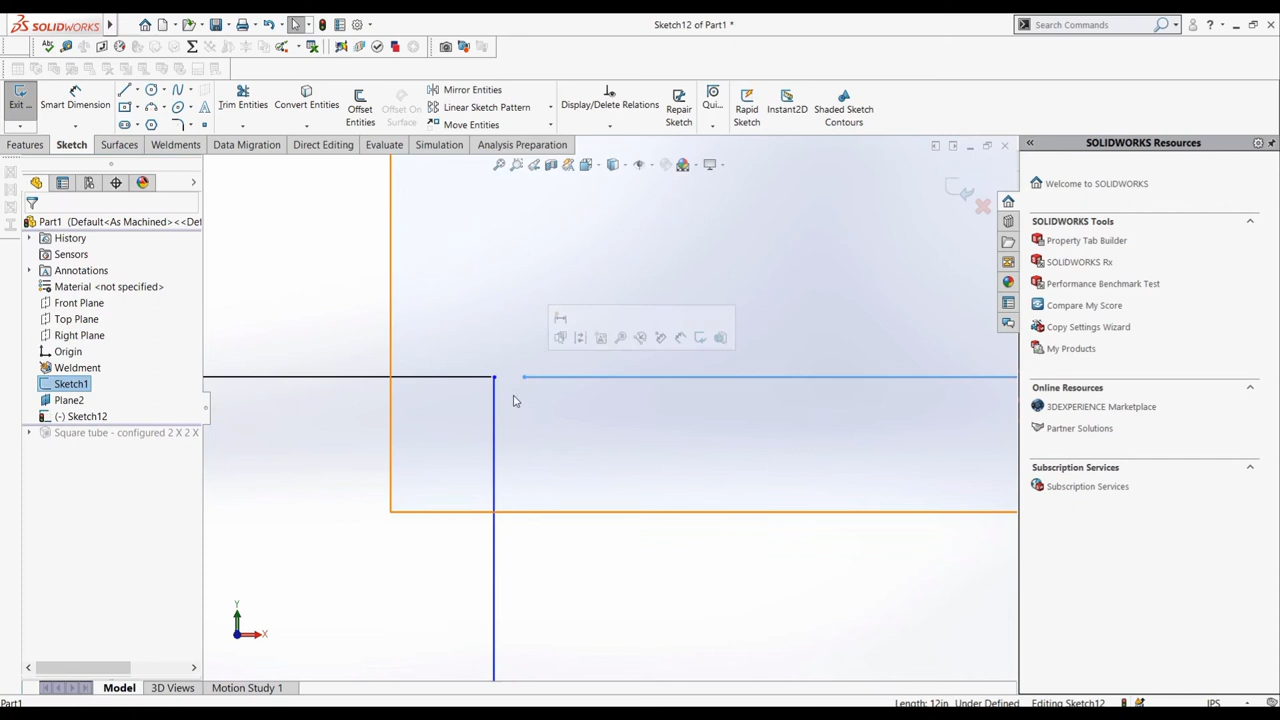 SOLIDWORKS
Sketch12 of Part1 *
Search Commands
Exit ...
Smart Dimension
Trim Entities
Convert Entities
Offset Entities
Offset On Surface
Mirror Entities
Linear Sketch Pattern
Move Entities
Display/Delete Relations
Repair Sketch
Qui...
Rapid Sketch
Instant2D
Shaded Sketch Contours
Features
Sketch
Surfaces
Weldments
Data Migration
Direct Editing
Evaluate
Simulation
Analysis Preparation
SOLIDWORKS Resources
Part1 (Default<As Machined><<Def
History
Sensors
Annotations
Material <not specified>
Front Plane
Top Plane
Right Plane
Origin
Weldment
Sketch1
Plane2
(-) Sketch12
Square tube - configured 2 X 2 X
Welcome to SOLIDWORKS
SOLIDWORKS Tools
Property Tab Builder
SOLIDWORKS Rx
Performance Benchmark Test
Compare My Score
Copy Settings Wizard
My Products
Online Resources
3DEXPERIENCE Marketplace
Partner Solutions
Subscription Services
Subscription Services
Y
X
Model
3D Views
Motion Study 1
Part1
Length: 12in
Under Defined
Editing Sketch12
IPS